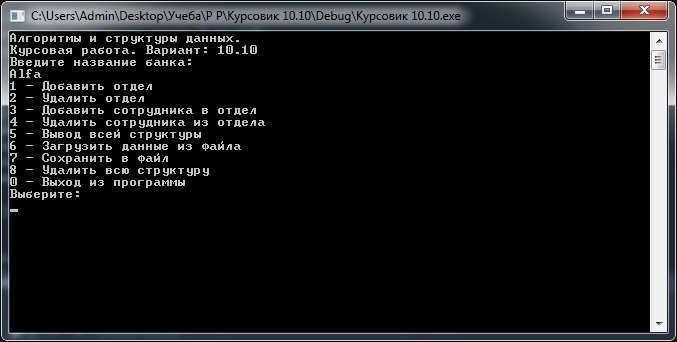 C:\Users\Admin\Desktop\Учеба\Р Р\Курсовик 10.10\Debug\Курсовик 10.10.exe
Алгоритмы и структуры данных.
Курсовая работа. Вариант: 10.10
Введите название банка:
Alfa
1 - Добавить отдел
2 - Удалить отдел
3 - Добавить сотрудника в отдел
4 - Удалить сотрудника из отдела
5 - Вывод всей структуры
6 - Загрузить данные из файла
7 - Сохранить в файл
8 - Удалить всю структуру
0 - Выход из программы
Выберите: